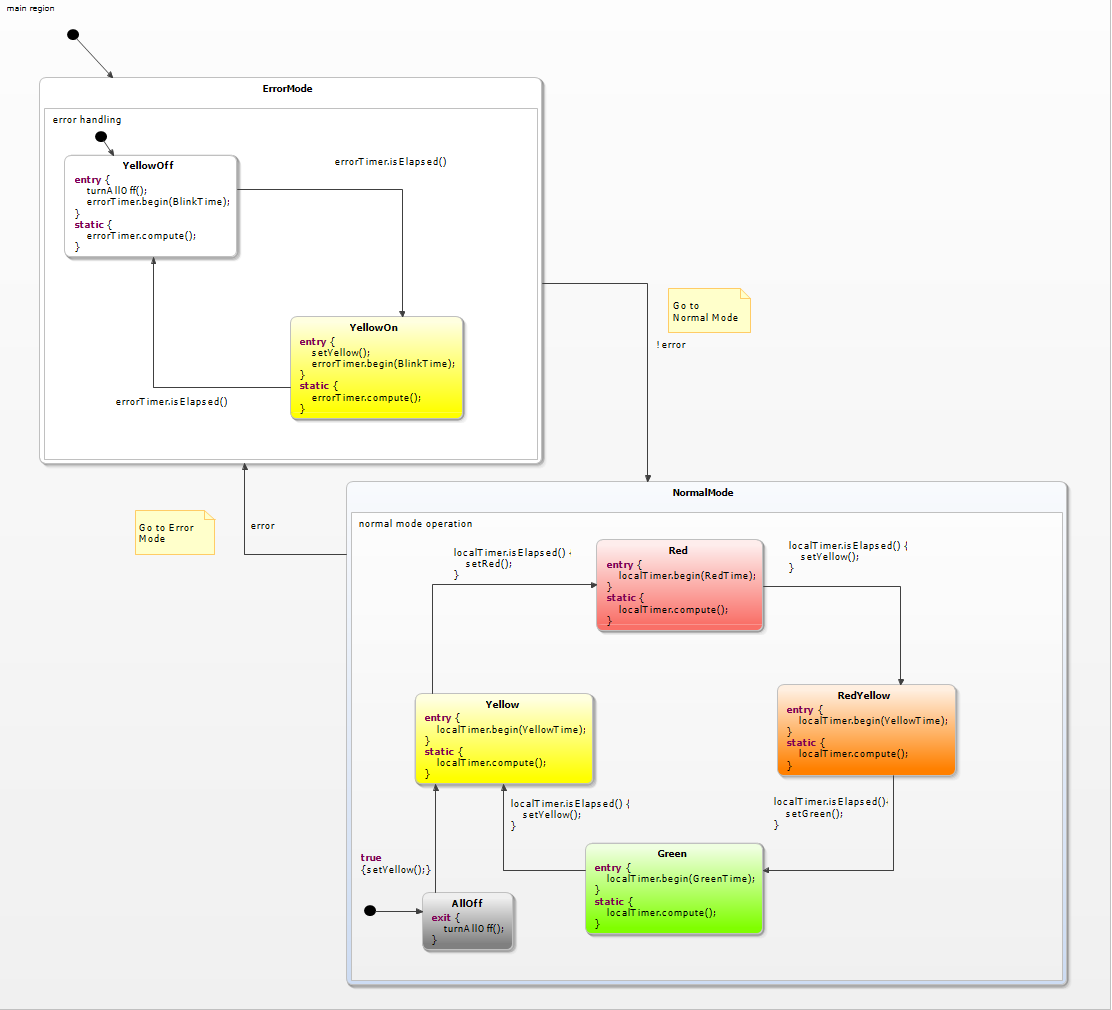 main region
ErrorMode
error handling
YellowOff
entry {
turnAllOff();
errorTimer.begin(BlinkTime);
}
static {
errorTimer.compute();
}
errorTimer.isElapsed()
YellowOn
entry {
setYellow();
errorTimer.begin(BlinkTime);
}
static {
errorTimer.compute();
}
errorTimer.isElapsed()
Go to
Normal Mode
!error
Go to Error
Mode
error
NormalMode
normal mode operation
localTimer.isElapsed() {
setRed();
}
Red
entry {
localTimer.begin(RedTime);
}
static {
localTimer.compute();
}
localTimer.isElapsed() {
setYellow();
}
Yellow
entry {
localTimer.begin(YellowTime);
}
static {
localTimer.compute();
}
RedYellow
entry {
localTimer.begin(YellowTime);
}
static {
localTimer.compute();
}
localTimer.isElapsed() {
setYellow();
}
localTimer.isElapsed()
setGreen();
}
Green
entry {
localTimer.begin(GreenTime);
}
static {
localTimer.compute();
}
true
{setYellow();}
AllOff
exit {
turnAllOff();
}